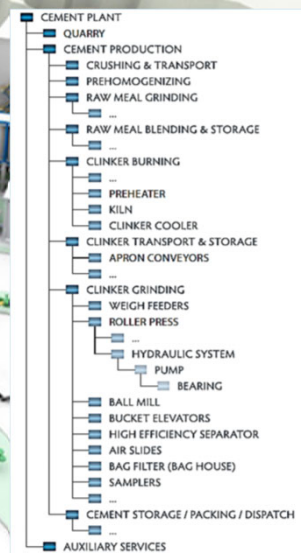 CEMENT PLANT
QUARRY
CEMENT PRODUCTION
CRUSHING & TRANSPORT
PREHOMOGENIZING
RAW MEAL GRINDING
...
RAW MEAL BLENDING & STORAGE
...
CLINKER BURNING
...
PREHEATER
KILN
CLINKER COOLER
CLINKER TRANSPORT & STORAGE
APRON CONVEYORS
...
CLINKER GRINDING
WEIGH FEEDERS
ROLLER PRESS
...
HYDRAULIC SYSTEM
PUMP
BEARING
BALL MILL
BUCKET ELEVATORS
HIGH EFFICIENCY SEPARATOR
AIR SLIDES
BAG FILTER (BAG HOUSE)
SAMPLERS
...
CEMENT STORAGE / PACKING / DISPATCH
...
AUXILIARY SERVICES